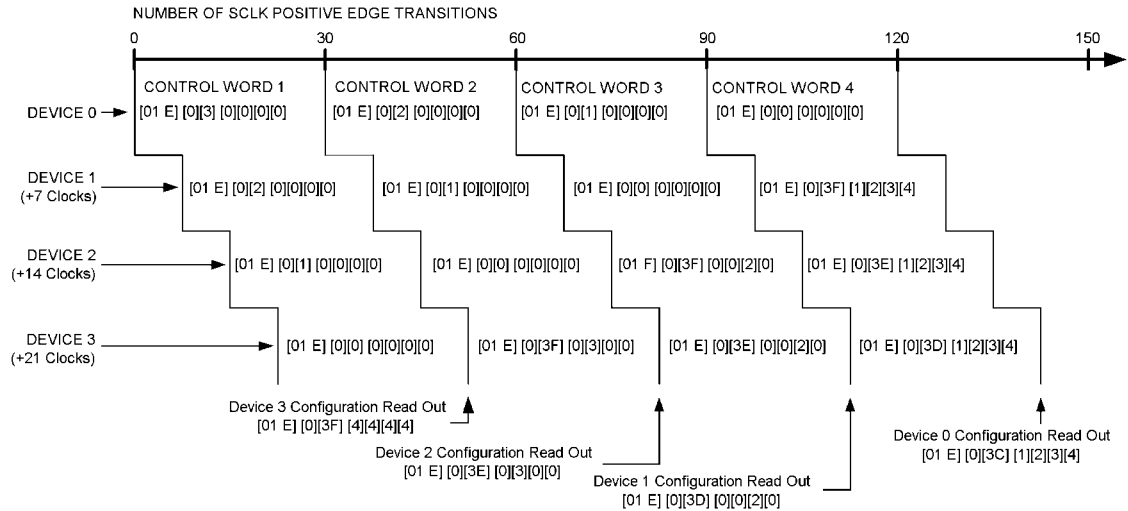 NUMBER OF SCLK POSITIVE EDGE TRANSITIONS
0 30 60 90 120 150
CONTROL WORD 1 CONTROL WORD 2 CONTROL WORD 3 CONTROL WORD 4
DEVICE 0 [01 E] [0][3] [0][0][0][0] [01 E] [0][2] [0][0][0][0] [01 E] [0][1] [0][0][0][0] [01 E] [0][0] [0][0][0][0]
DEVICE 1
(+7 Clocks)
[01 E] [0][2] [0][0][0][0] [01 E] [0][1] [0][0][0][0] [01 E] [0][0] [0][0][0][0] [01 E] [0][3F] [1][2][3][4]
DEVICE 2
(+14 Clocks)
[01 E] [0][1] [0][0][0][0] [01 E] [0][0] [0][0][0][0] [01 F] [0][3F] [0][0][2][0] [01 E] [0][3E] [1][2][3][4]
DEVICE 3
(+21 Clocks)
[01 E] [0][0] [0][0][0][0] [01 E] [0][3F] [0][3][0][0] [01 E] [0][3E] [0][0][2][0] [01 E] [0][3D] [1][2][3][4]
Device 3 Configuration Read Out
[01 E] [0][3F] [4][4][4][4]
Device 2 Configuration Read Out
[01 E] [0][3E] [0][3][0][0]
Device 1 Configuration Read Out
[01 E] [0][3D] [0][0][2][0]
Device 0 Configuration Read Out
[01 E] [0][3C] [1][2][3][4]